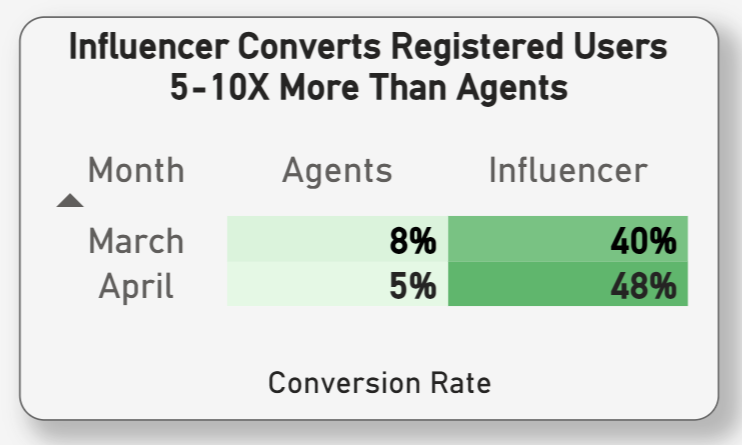 Influencer Converts Registered Users
5-10X More Than Agents
Month Agents Influencer
March 8% 40%
April 5% 48%
Conversion Rate